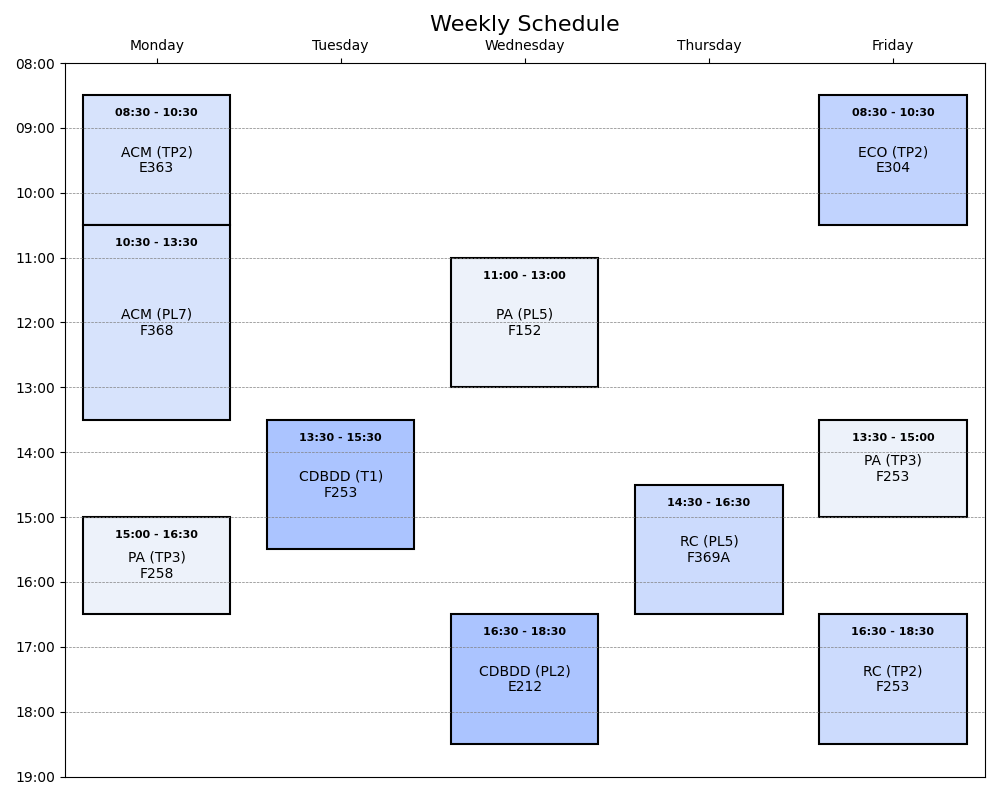 Weekly Schedule
Monday
Tuesday
Wednesday
Thursday
Friday
08:00
09:00
10:00
11:00
12:00
13:00
14:00
15:00
16:00
17:00
18:00
19:00
08:30 - 10:30
ACM (TP2)
E363
10:30 - 13:30
ACM (PL7)
F368
15:00 - 16:30
PA (TP3)
F258
13:30 - 15:30
CDBDD (T1)
F253
11:00 - 13:00
PA (PL5)
F152
16:30 - 18:30
CDBDD (PL2)
E212
14:30 - 16:30
RC (PL5)
F369A
08:30 - 10:30
ECO (TP2)
E304
13:30 - 15:00
PA (TP3)
F253
16:30 - 18:30
RC (TP2)
F253